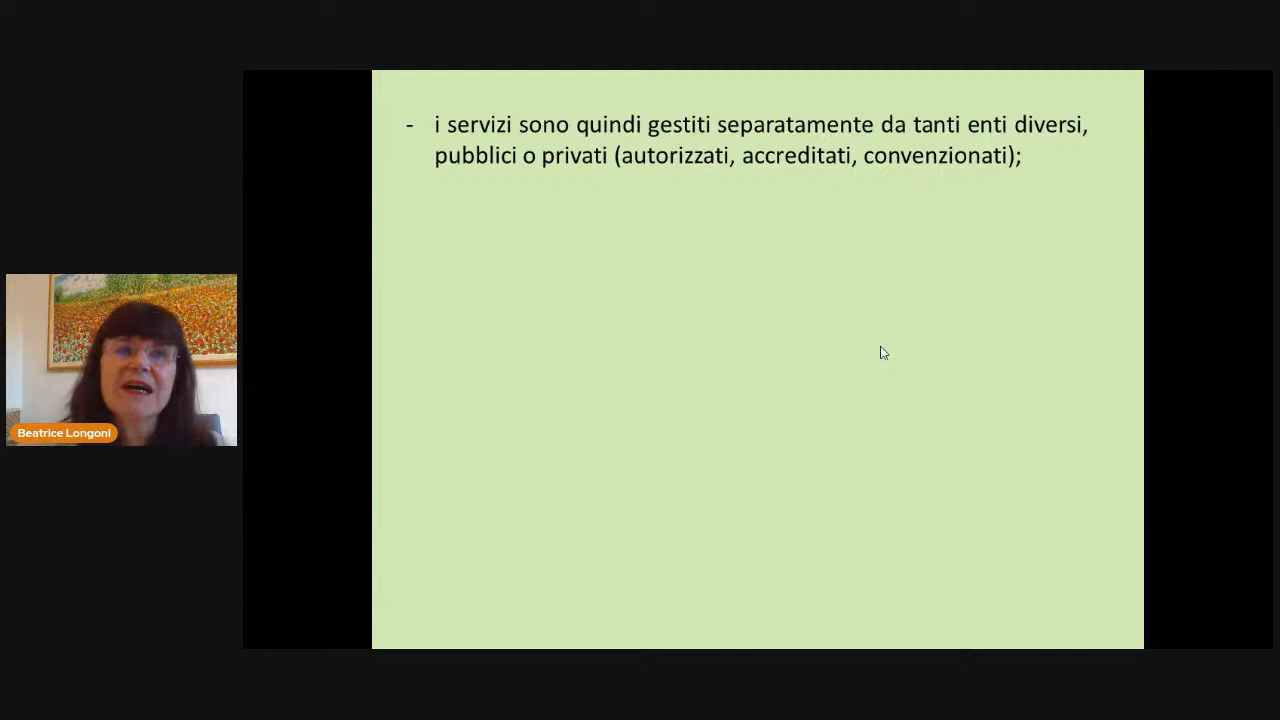 - i servizi sono quindi gestiti separatamente da tanti enti diversi,
pubblici o privati (autorizzati, accreditati, convenzionati);
Beatrice Longoni